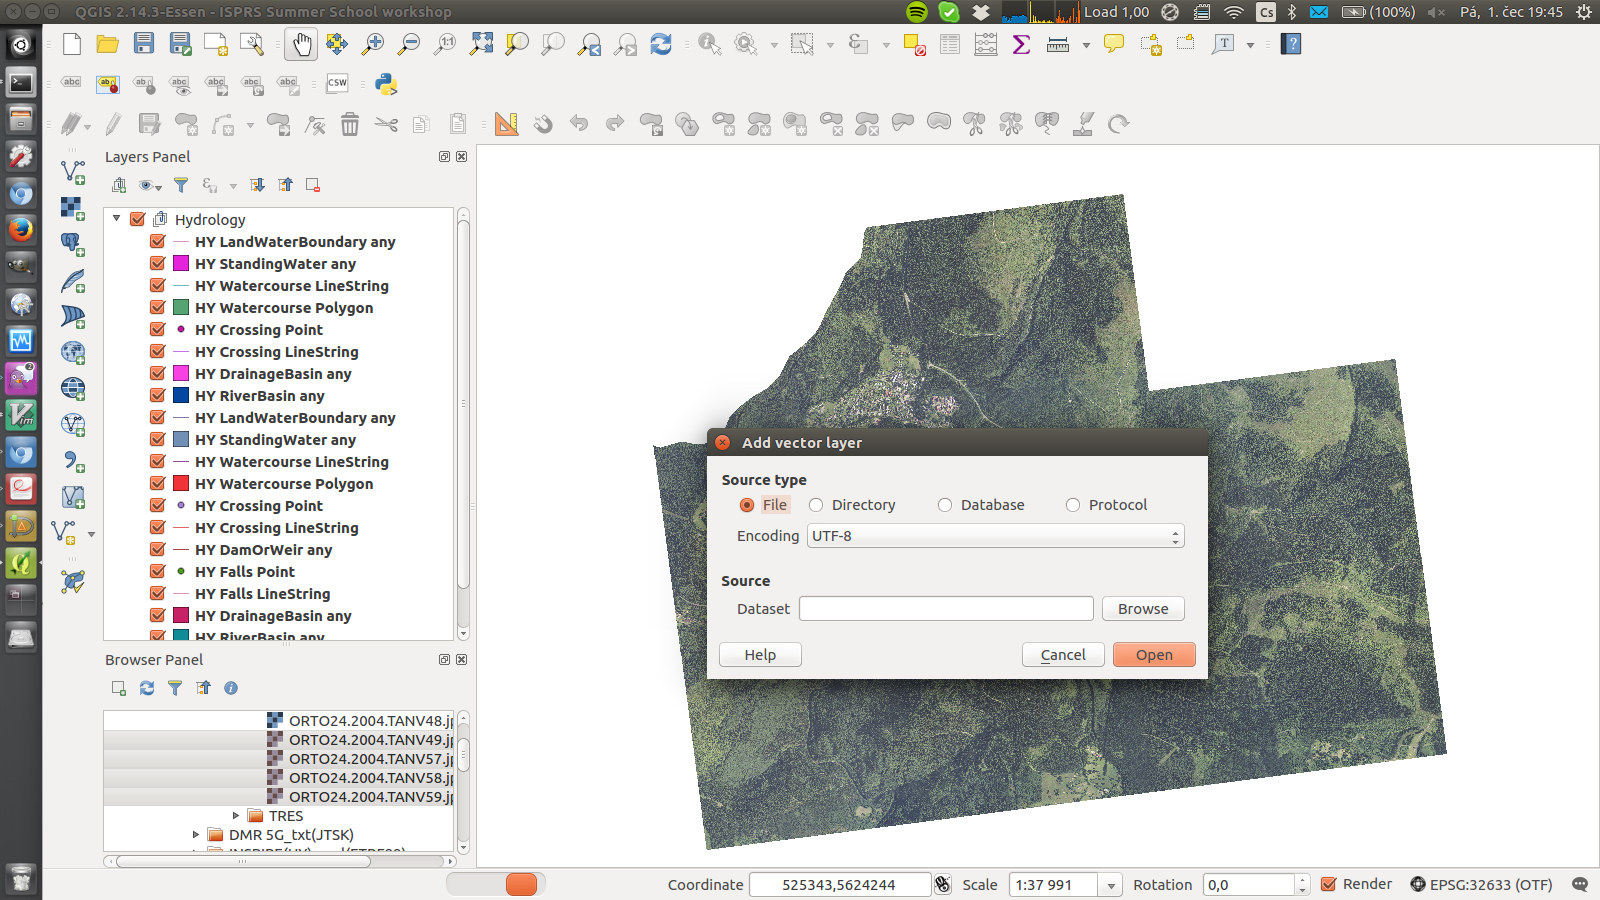 QGIS 2.14.3-Essen - ISPRS Summer School workshop
Load 1,00
Cs
(100%)
Pá, 1. čec 19:45
Layers Panel
Hydrology
HY LandWaterBoundary any
HY StandingWater any
HY Watercourse LineString
HY Watercourse Polygon
HY Crossing Point
HY Crossing LineString
HY DrainageBasin any
HY RiverBasin any
HY LandWaterBoundary any
HY StandingWater any
HY Watercourse LineString
HY Watercourse Polygon
HY Crossing Point
HY Crossing LineString
HY DamOrWeir any
HY Falls Point
HY Falls LineString
HY DrainageBasin any
HY RiverBasin any
Browser Panel
ORTO24.2004.TANV48.jp
ORTO24.2004.TANV49.jp
ORTO24.2004.TANV57.jp
ORTO24.2004.TANV58.jp
ORTO24.2004.TANV59.jp
TRES
DMR 5G_txt(JTSK)
Add vector layer
Source type
File
Directory
Database
Protocol
Encoding
UTF-8
Source
Dataset
Browse
Help
Cancel
Open
Coordinate
525343,5624244
Scale
1:37 991
Rotation
0,0
Render
EPSG:32633 (OTF)